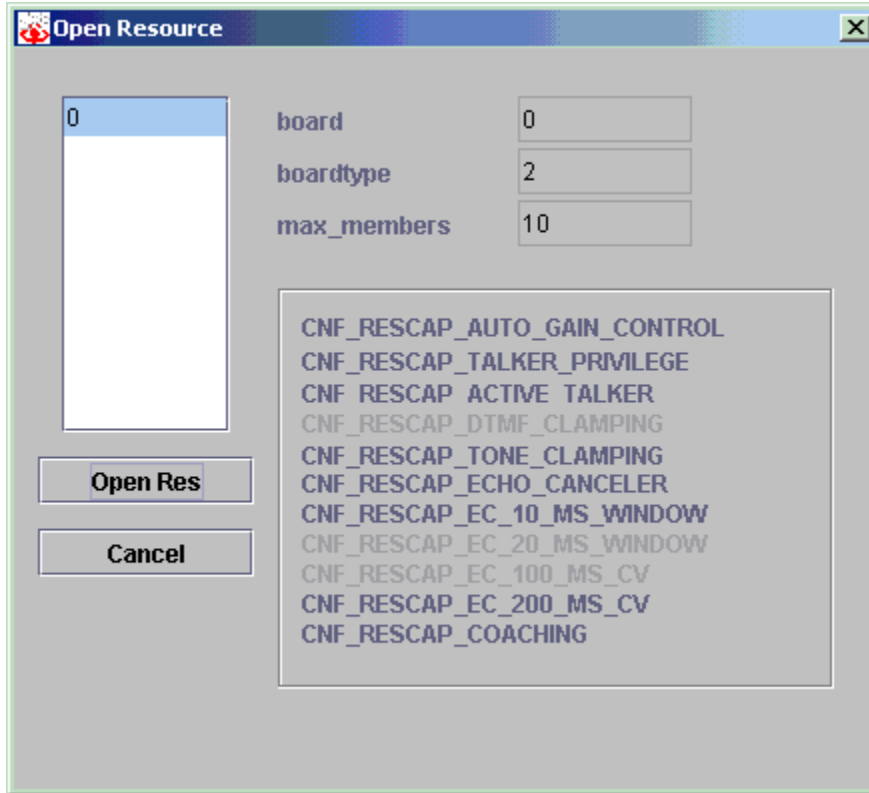 Open Resource
0
board 0
boardtype 2
max_members 10
CNF_RESCAP_AUTO_GAIN_CONTROL
CNF_RESCAP_TALKER_PRIVILEGE
CNF_RESCAP_ACTIVE_TALKER
CNF_RESCAP_DTMF_CLAMPING
CNF_RESCAP_TONE_CLAMPING
CNF_RESCAP_ECHO_CANCELER
CNF_RESCAP_EC_10_MS_WINDOW
CNF_RESCAP_EC_20_MS_WINDOW
CNF_RESCAP_EC_100_MS_CV
CNF_RESCAP_EC_200_MS_CV
CNF_RESCAP_COACHING
Open Res
Cancel